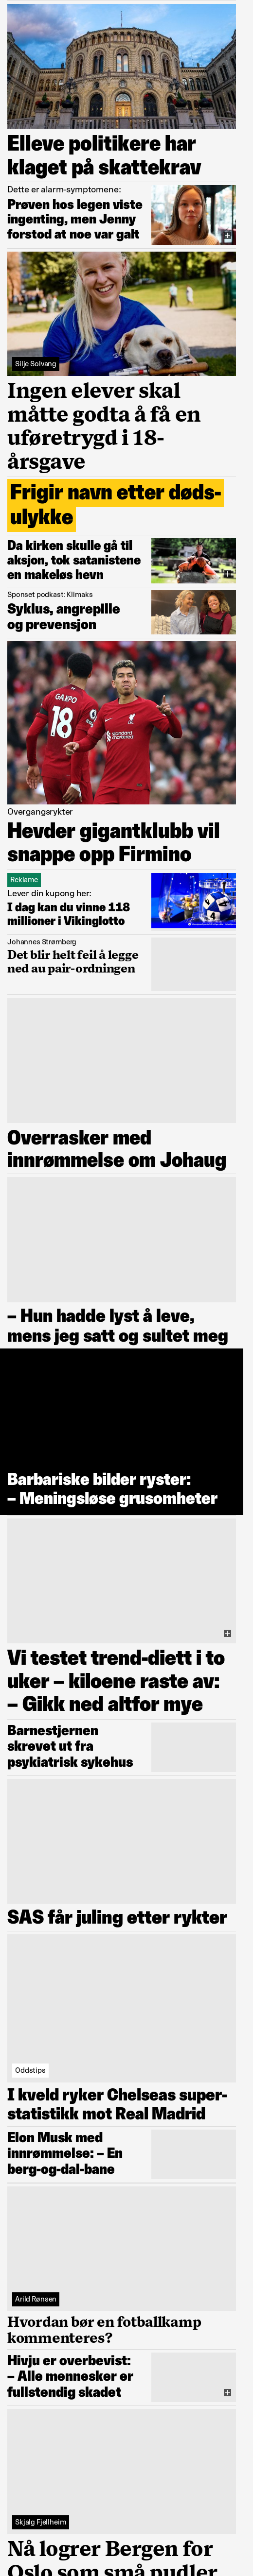 Elleve politikere har
klaget på skattekrav
Dette er alarm-symptomene:
Prøven hos legen viste
ingenting, men Jenny
forstod at noe var galt
Silje Solvang
Ingen elever skal
måtte godta å få en
uføretrygd i 18-
årsgave
Frigir navn etter døds-
ulykke
Da kirken skulle gå til
aksjon, tok satanistene
en makeløs hevn
Sponset podkast: Klimaks
Syklus, angrepille
og prevensjon
GAKPO
18
standard
chartered
Overgangsrykter
Hevder gigantklubb vil
snappe opp Firmino
Reklame
Lever din kupong her:
I dag kan du vinne 118
millioner i Vikinglotto
4
Johannes Strømberg
Det blir helt feil å legge
ned au pair-ordningen
Overrasker med
innrømmelse om Johaug
– Hun hadde lyst å leve,
mens jeg satt og sultet meg
Barbariske bilder ryster:
– Meningsløse grusomheter
Vi testet trend-diett i to
uker – kiloene raste av:
– Gikk ned altfor mye
Barnestjernen
skrevet ut fra
psykiatrisk sykehus
SAS får juling etter rykter
Oddstips
I kveld ryker Chelseas super-
statistikk mot Real Madrid
Elon Musk med
innrømmelse: – En
berg-og-dal-bane
Arild Rønsen
Hvordan bør en fotballkamp
kommenteres?
Hivju er overbevist:
– Alle mennesker er
fullstendig skadet
Skjalg Fjellheim
Nå logrer Bergen for
Oslo som små pudler